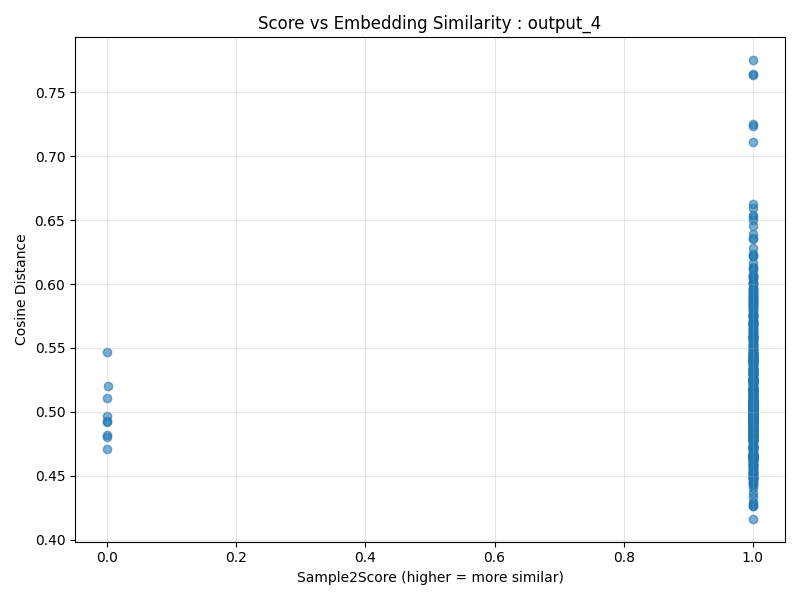 Score vs Embedding Similarity : output_4
Cosine Distance
0.75
0.70
0.65
0.60
0.55
0.50
0.45
0.40
0.0 0.2 0.4 0.6 0.8 1.0
Sample2Score (higher = more similar)